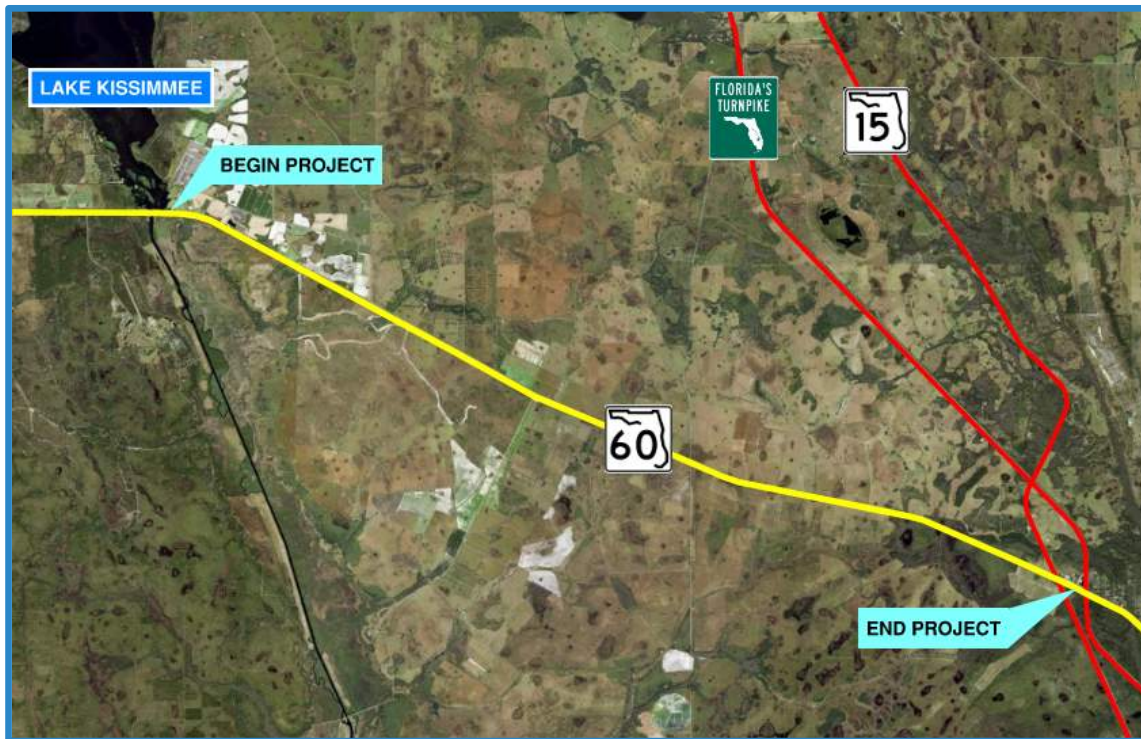 LAKE KISSIMMEE
BEGIN PROJECT
FLORIDA'S
TURNPIKE
15
60
END PROJECT